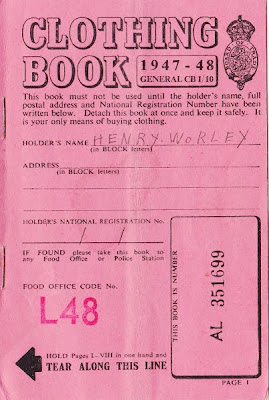 CLOTHING
BOOK 1947-48
GENERAL CB 1/10
This book must not be used until the holder's name, full
postal address and National Registration Number have been
written below. Detach this book at once and keep it safely. It
is your only means of buying clothing.
HOLDER'S NAME HENRY. WORLEY
(in BLOCK letters)
ADDRESS
(in BLOCK letters)
HOLDER'S NATIONAL REGISTRATION No.
/ /
IF FOUND please take this book to
any Food Office or Police Station
FOOD OFFICE CODE No.
L48
THIS BOOK IS NUMBER
AL 351699
HOLD Pages I-VIII in one hand and
TEAR ALONG THIS LINE
PAGE I